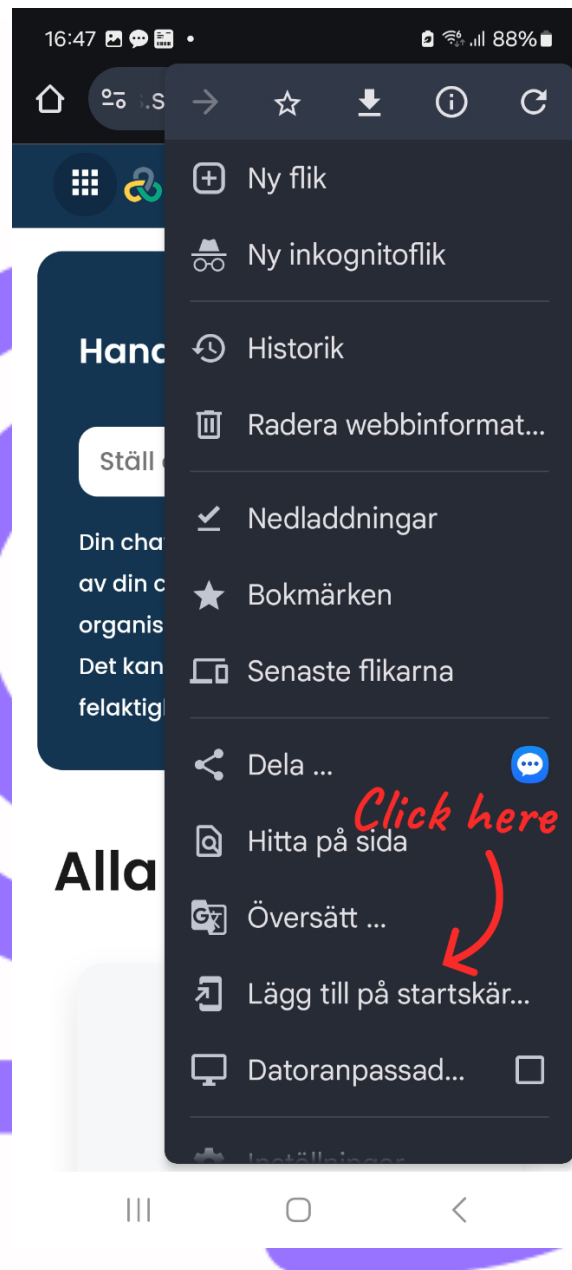 16:47
88%
.S
Ny flik
Ny inkognitoflik
Hand
Historik
Radera webbinformat...
Ställ
Nedladdningar
Din cha
av din c
Bokmärken
organis
Det kan
Senaste flikarna
felaktig
Dela ...
Click here
Hitta på sida
Alla
Översätt ...
Lägg till på startskär...
Datoranpassad...
Inställningar